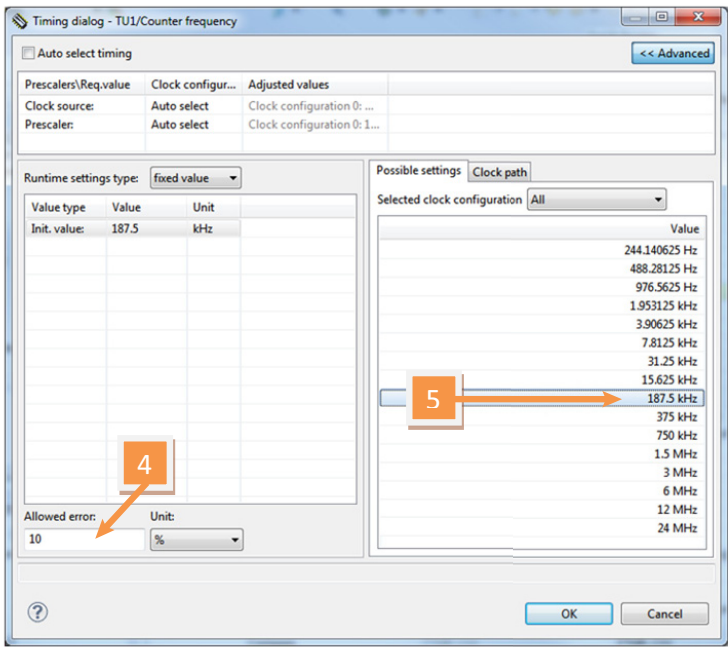 Timing dialog - TU1/Counter frequency
Auto select timing
<< Advanced
Prescalers\Req.value Clock configur... Adjusted values
Clock source: Auto select Clock configuration 0: ...
Prescaler: Auto select Clock configuration 0: 1...
Runtime settings type: fixed value
Value type Value Unit
Init. value: 187.5 kHz
4
Allowed error: Unit:
10 %
Possible settings Clock path
Selected clock configuration All
Value
244.140625 Hz
488.28125 Hz
976.5625 Hz
1.953125 kHz
3.90625 kHz
7.8125 kHz
31.25 kHz
15.625 kHz
5 187.5 kHz
375 kHz
750 kHz
1.5 MHz
3 MHz
6 MHz
12 MHz
24 MHz
? OK Cancel